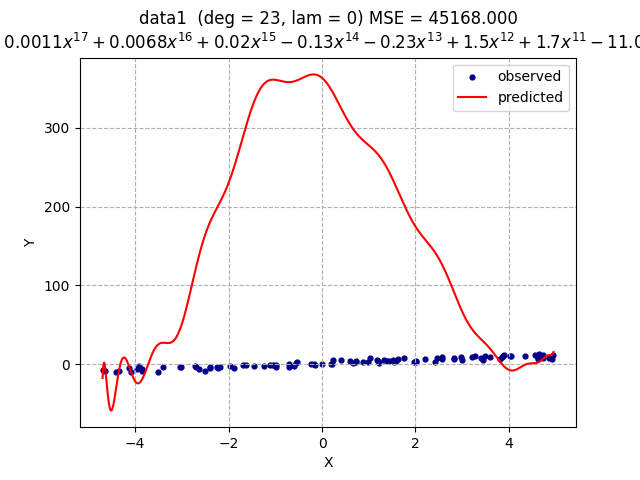 data1 (deg = 23, lam = 0) MSE = 45168.000
0.0011x¹⁷ + 0.0068x¹⁶ + 0.02x¹⁵ − 0.13x¹⁴ − 0.23x¹³ + 1.5x¹² + 1.7x¹¹ − 11.0
observed
predicted
300
200
100
0
Y
−4 −2 0 2 4
X